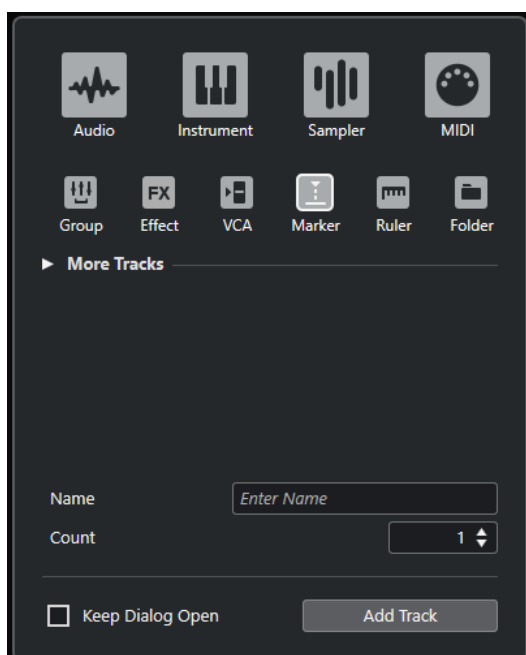 Audio Instrument Sampler MIDI
FX
Group Effect VCA Marker Ruler Folder
More Tracks
Name Enter Name
Count 1
Keep Dialog Open Add Track